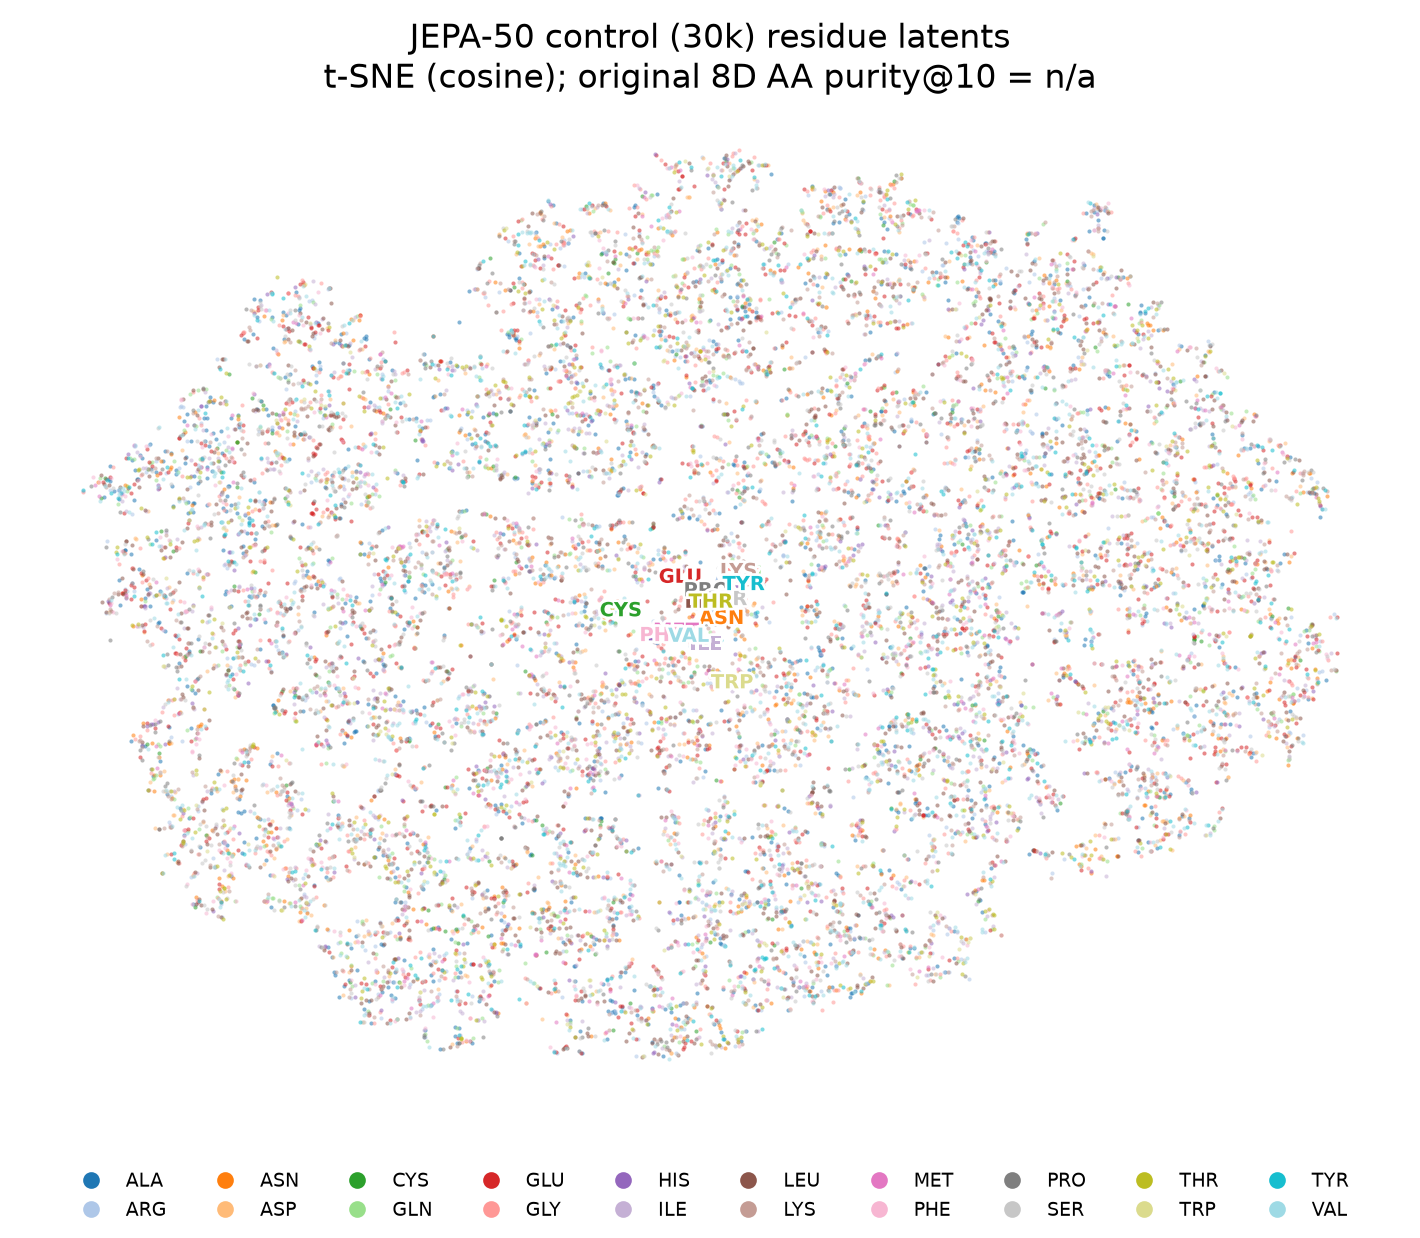 JEPA-50 control (30k) residue latents
t-SNE (cosine); original 8D AA purity@10 = n/a
LYS
GLU
TYR
PRO
THR
CYS
ASN
VAL
ILE
TRP
ALA ASN CYS GLU HIS LEU MET PRO THR TYR
ARG ASP GLN GLY ILE LYS PHE SER TRP VAL